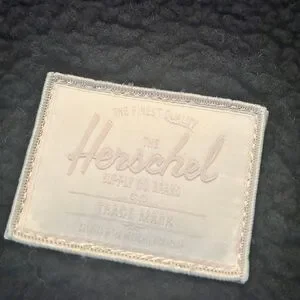 THE FINEST QUALITY
THE
Herschel
SUPPLY CO BRAND
TRADE MARK